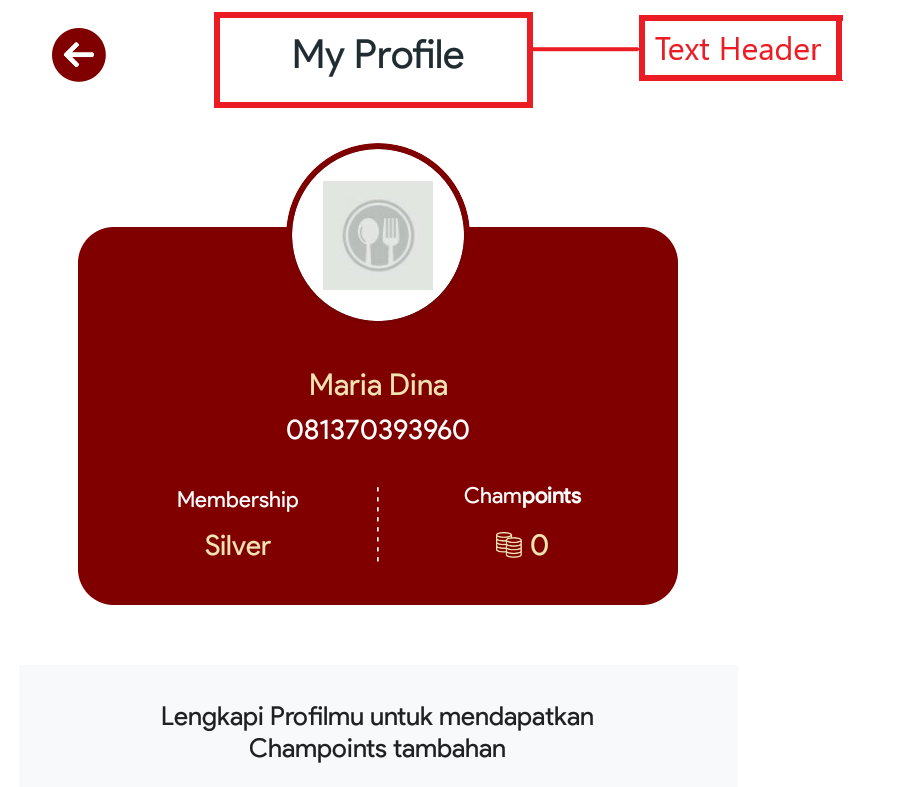 My Profile
Text Header
Maria Dina
081370393960
Membership
Champoints
Silver
0
Lengkapi Profilmu untuk mendapatkan
Champoints tambahan